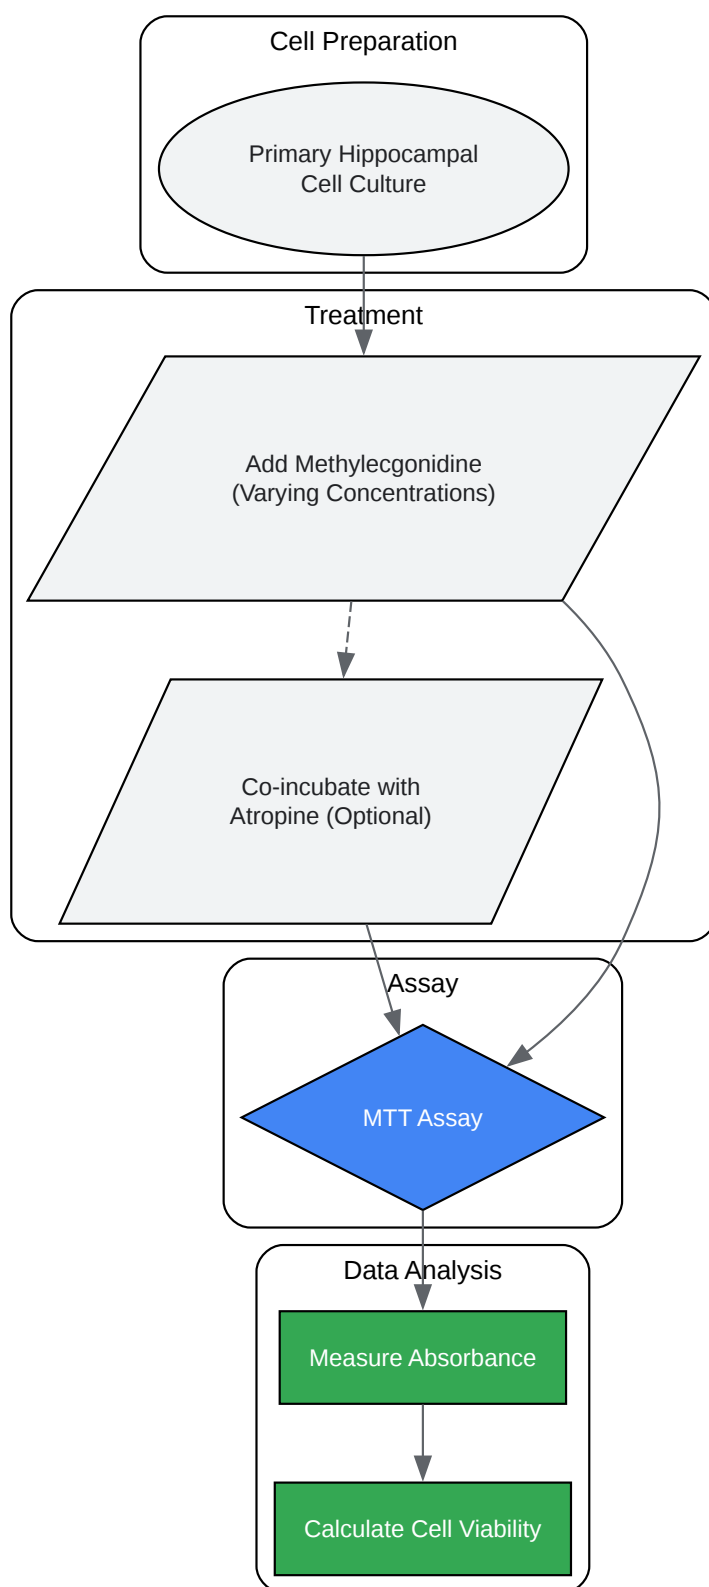 Cell Preparation
Primary Hippocampal
Cell Culture
Treatment
Add Methylecgonidine
(Varying Concentrations)
Co-incubate with
Atropine (Optional)
Assay
MTT Assay
Data Analysis
Measure Absorbance
Calculate Cell Viability